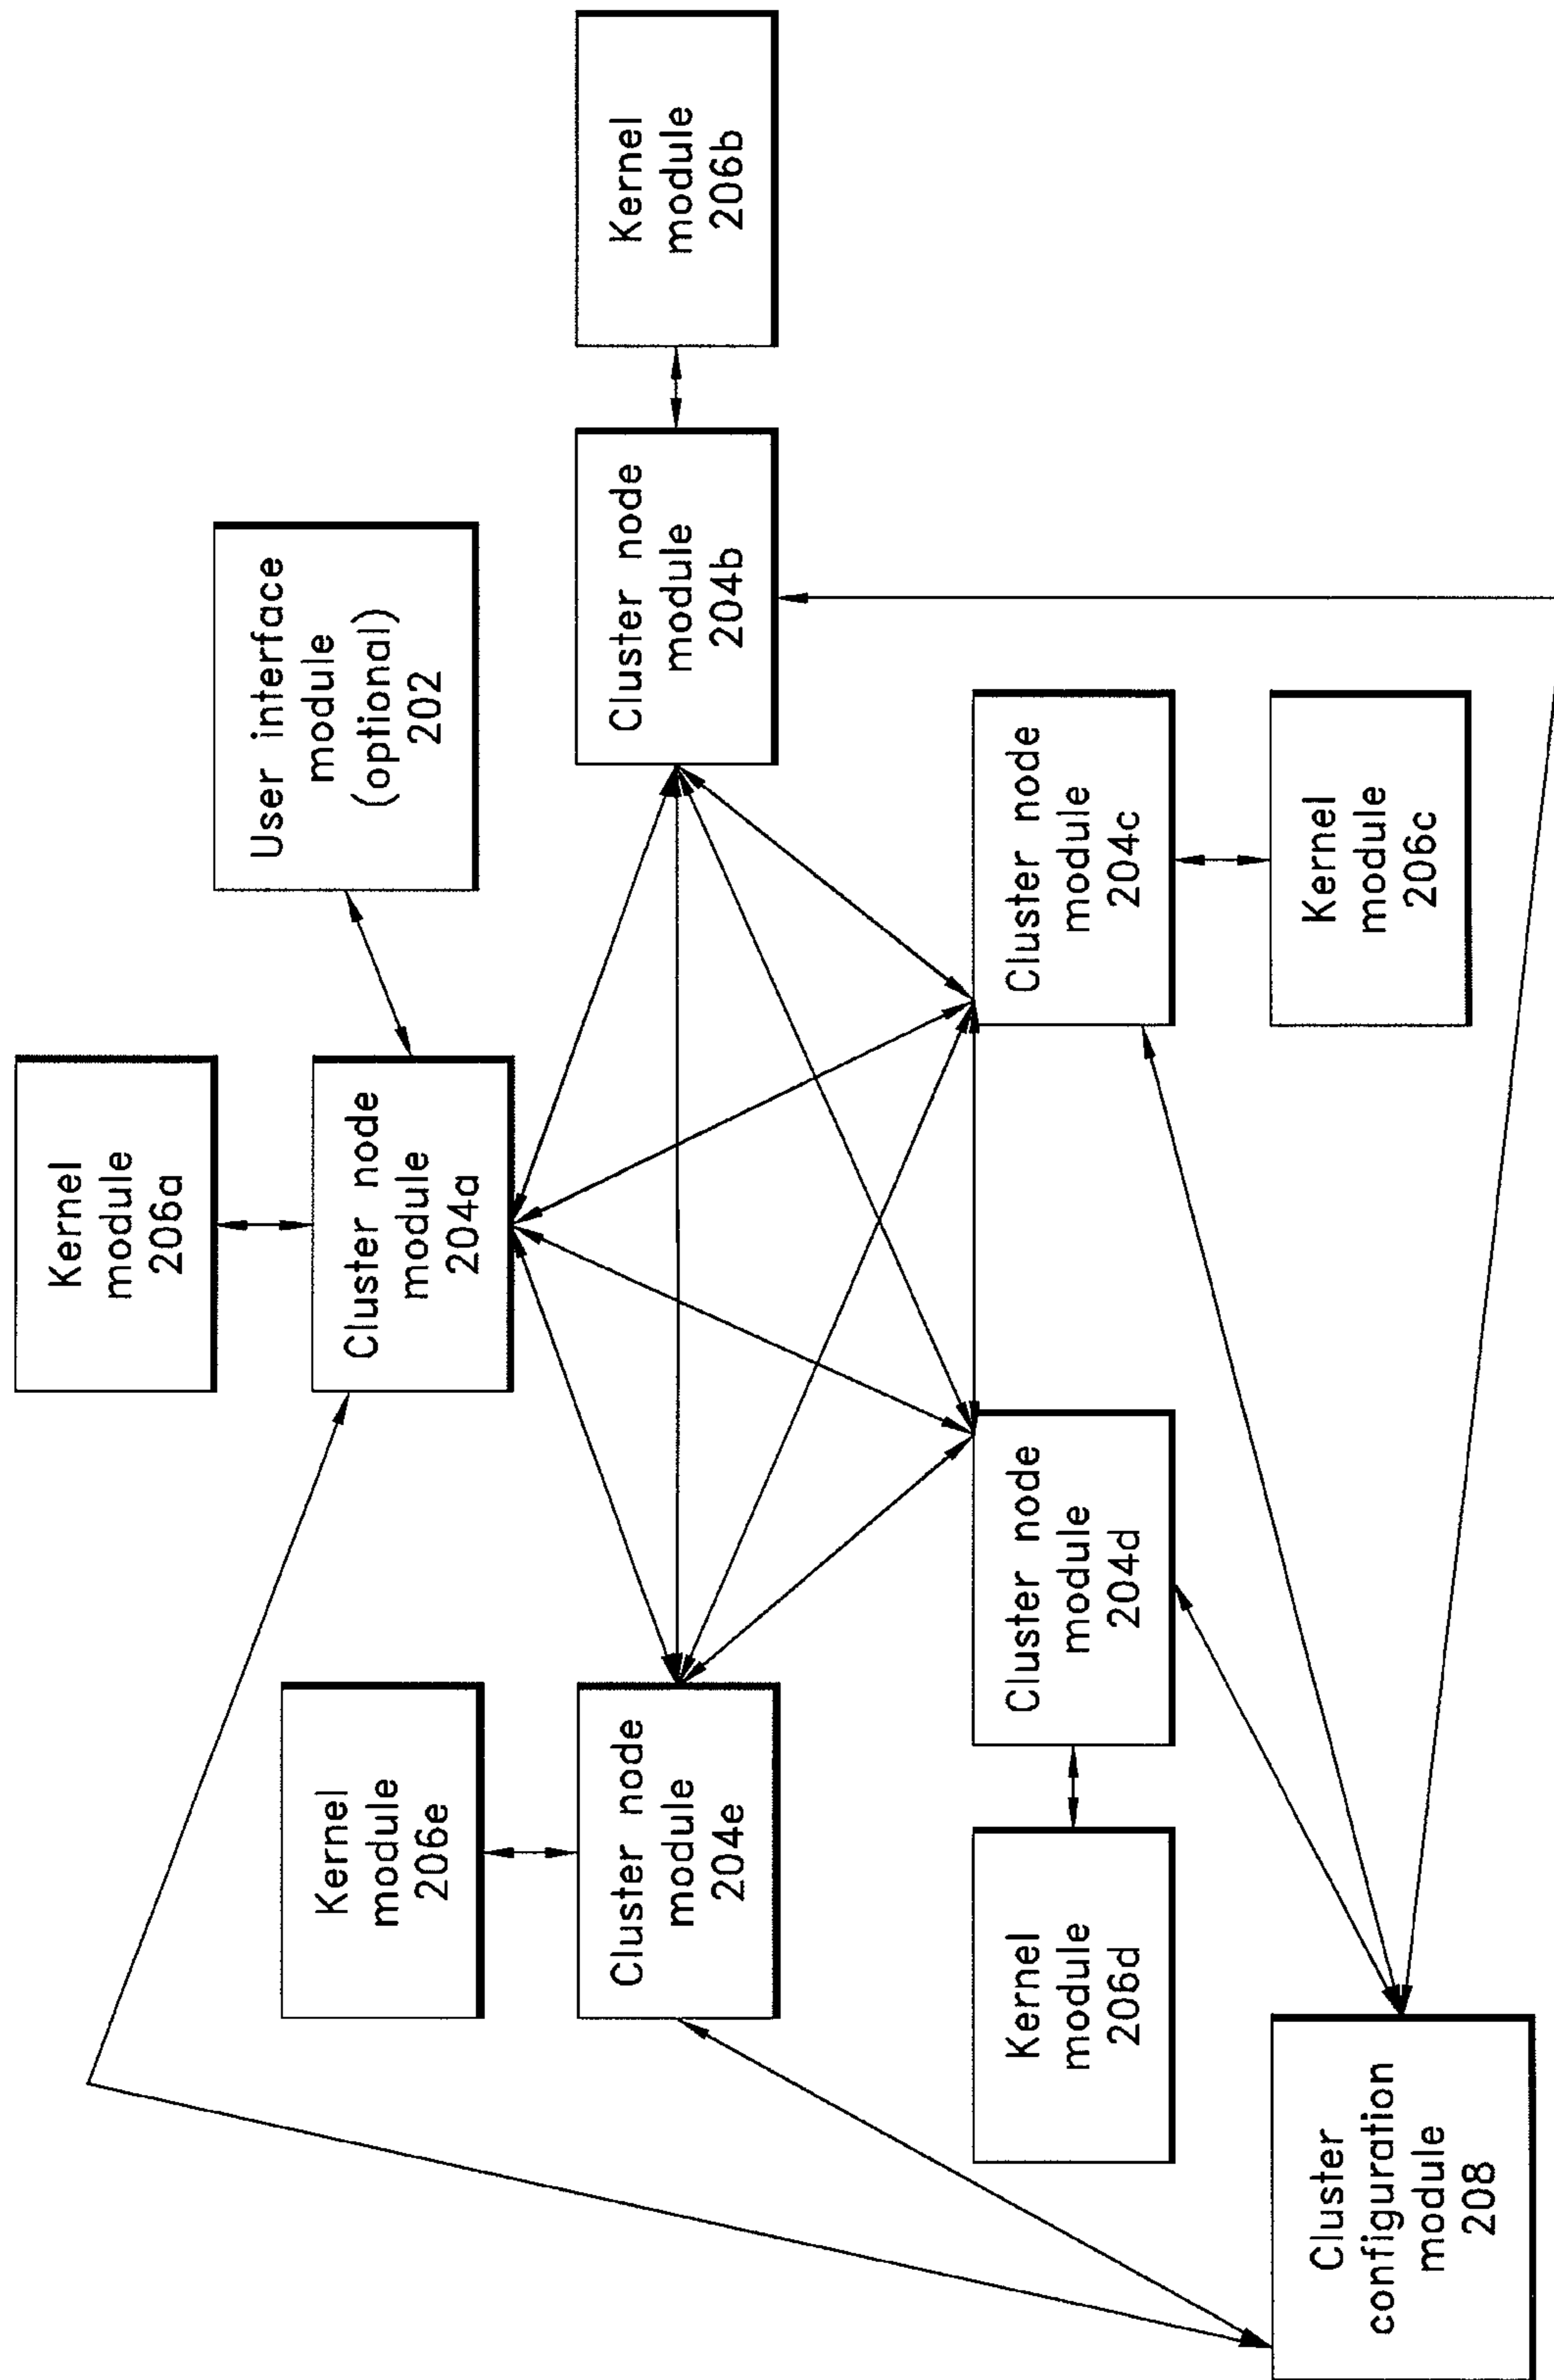 Kernel
module
206a
User interface
module
(optional)
202
Cluster node
module
204a
Kernel
module
206e
Cluster node
module
204e
Cluster node
module
204b
Kernel
module
206b
Kernel
module
206d
Cluster node
module
204d
Cluster node
module
204c
Cluster
configuration
module
208
Kernel
module
206c